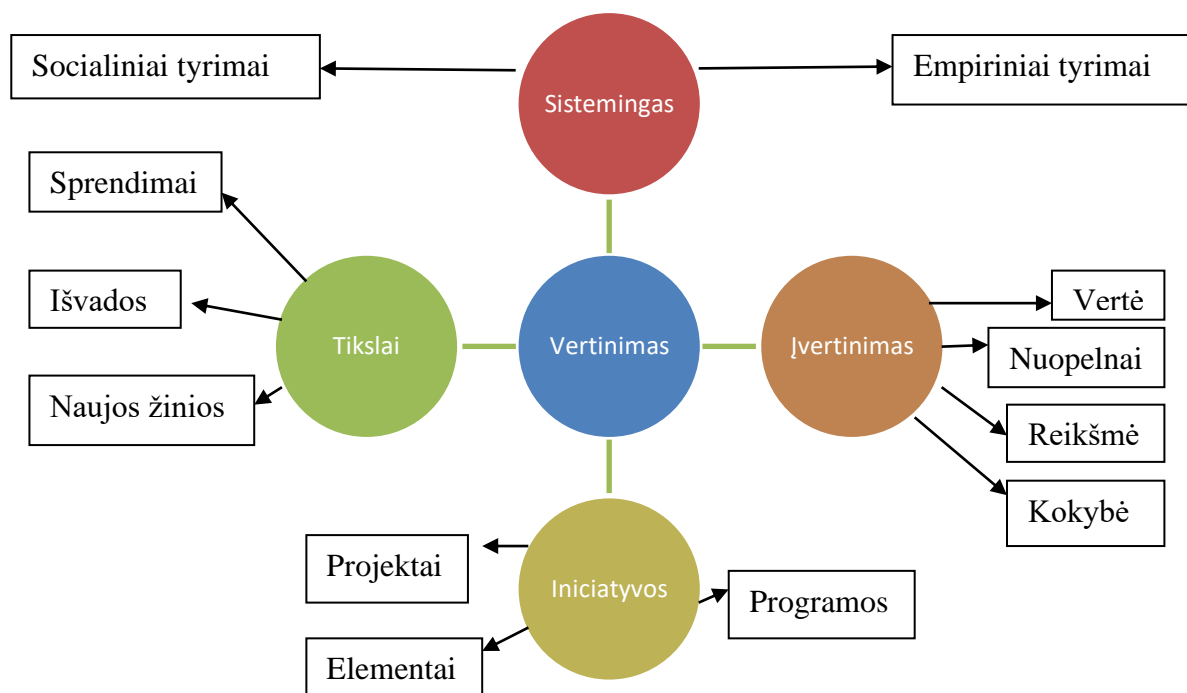 Socialiniai tyrimai
Sistemingas
Empiriniai tyrimai
Sprendimai
Išvados
Naujos žinios
Tikslai
Vertinimas
Įvertinimas
Vertė
Nuopelnai
Reikšmė
Kokybė
Projektai
Iniciatyvos
Programos
Elementai